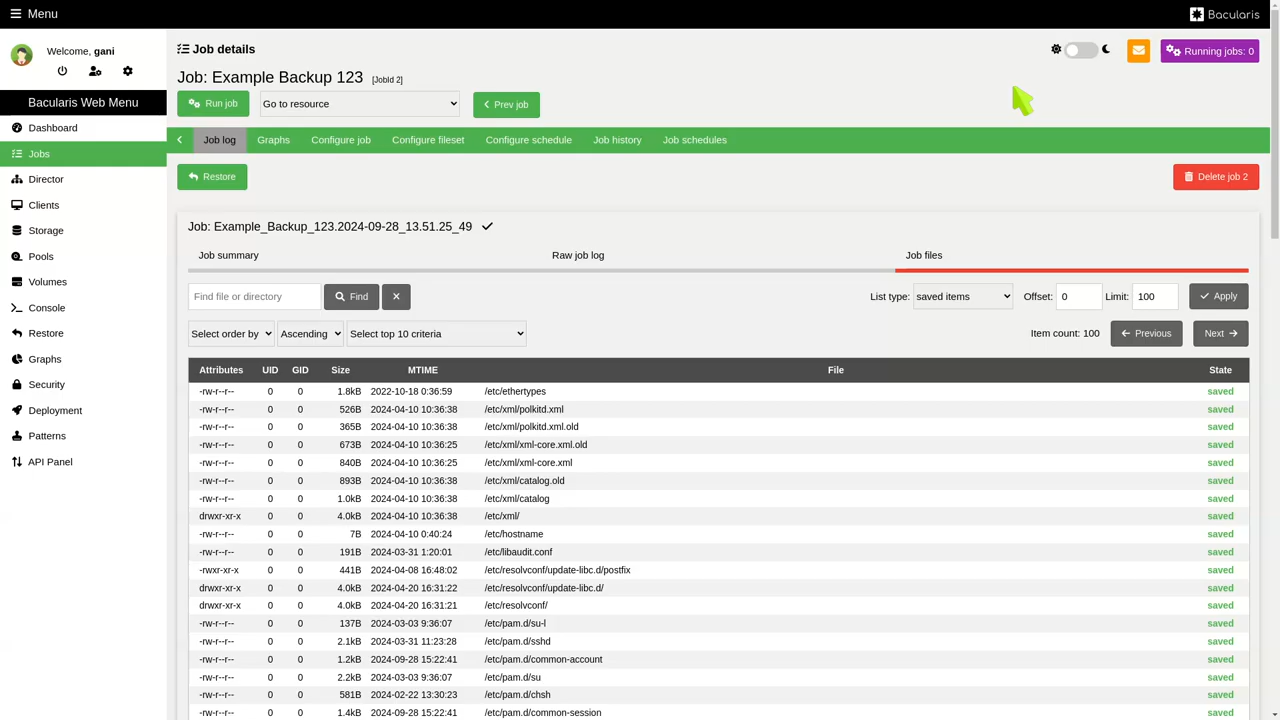 Menu
Bacularis
Welcome, gani
Job details
Running jobs: 0
Job: Example Backup 123 [JobId 2]
Bacularis Web Menu
Run job Go to resource Prev job
Dashboard
Jobs
Director
Clients
Storage
Pools
Volumes
Console
Restore
Graphs
Security
Deployment
Patterns
API Panel
Job log Graphs Configure job Configure fileset Configure schedule Job history Job schedules
Restore Delete job 2
Job: Example_Backup_123.2024-09-28_13.51.25_49
Job summary Raw job log Job files
Find file or directory Find List type: saved items Offset: 0 Limit: 100 Apply
Select order by Ascending Select top 10 criteria Item count: 100 Previous Next
Attributes UID GID Size MTIME File State
-rw-r--r-- 0 0 1.8kB 2022-10-18 0:36:59 /etc/ethertypes saved
-rw-r--r-- 0 0 526B 2024-04-10 10:36:38 /etc/xml/polkitd.xml saved
-rw-r--r-- 0 0 365B 2024-04-10 10:36:38 /etc/xml/polkitd.xml.old saved
-rw-r--r-- 0 0 673B 2024-04-10 10:36:25 /etc/xml/xml-core.xml.old saved
-rw-r--r-- 0 0 840B 2024-04-10 10:36:25 /etc/xml/xml-core.xml saved
-rw-r--r-- 0 0 893B 2024-04-10 10:36:38 /etc/xml/catalog.old saved
-rw-r--r-- 0 0 1.0kB 2024-04-10 10:36:38 /etc/xml/catalog saved
drwxr-xr-x 0 0 4.0kB 2024-04-10 10:36:38 /etc/xml/ saved
-rw-r--r-- 0 0 7B 2024-04-10 0:40:24 /etc/hostname saved
-rw-r--r-- 0 0 191B 2024-03-31 1:20:01 /etc/libaudit.conf saved
-rwxr-xr-x 0 0 441B 2024-04-08 16:48:02 /etc/resolvconf/update-libc.d/postfix saved
drwxr-xr-x 0 0 4.0kB 2024-04-20 16:31:22 /etc/resolvconf/update-libc.d/ saved
drwxr-xr-x 0 0 4.0kB 2024-04-20 16:31:21 /etc/resolvconf/ saved
-rw-r--r-- 0 0 137B 2024-03-03 9:36:07 /etc/pam.d/su-l saved
-rw-r--r-- 0 0 2.1kB 2024-03-31 11:23:28 /etc/pam.d/sshd saved
-rw-r--r-- 0 0 1.2kB 2024-09-28 15:22:41 /etc/pam.d/common-account saved
-rw-r--r-- 0 0 2.2kB 2024-03-03 9:36:07 /etc/pam.d/su saved
-rw-r--r-- 0 0 581B 2024-02-22 13:30:23 /etc/pam.d/chsh saved
-rw-r--r-- 0 0 1.4kB 2024-09-28 15:22:41 /etc/pam.d/common-session saved